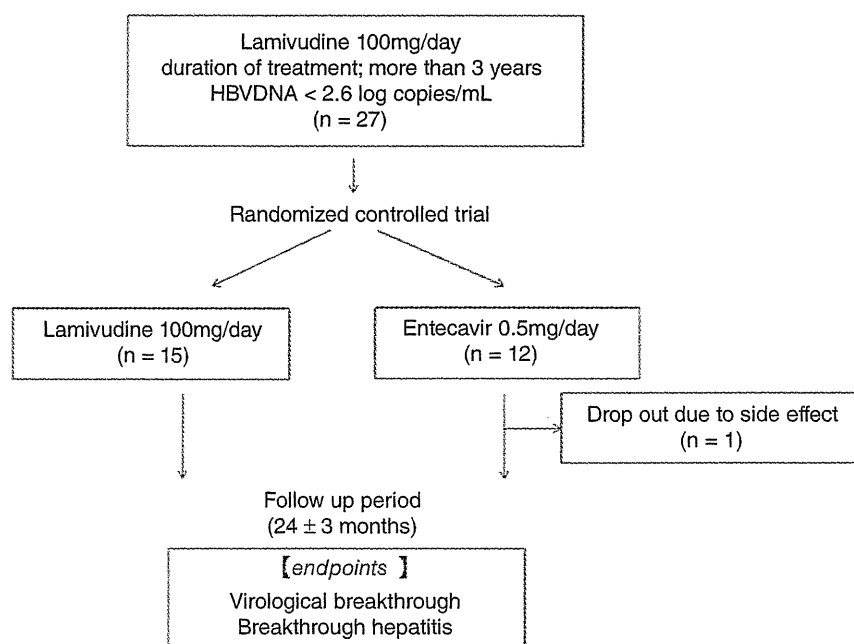 Lamivudine 100mg/day
duration of treatment; more than 3 years
HBVDNA < 2.6 log copies/mL
(n = 27)
Randomized controlled trial
Lamivudine 100mg/day
(n = 15)
Entecavir 0.5mg/day
(n = 12)
Drop out due to side effect
(n = 1)
Follow up period
(24 ± 3 months)
【endpoints】
Virological breakthrough
Breakthrough hepatitis